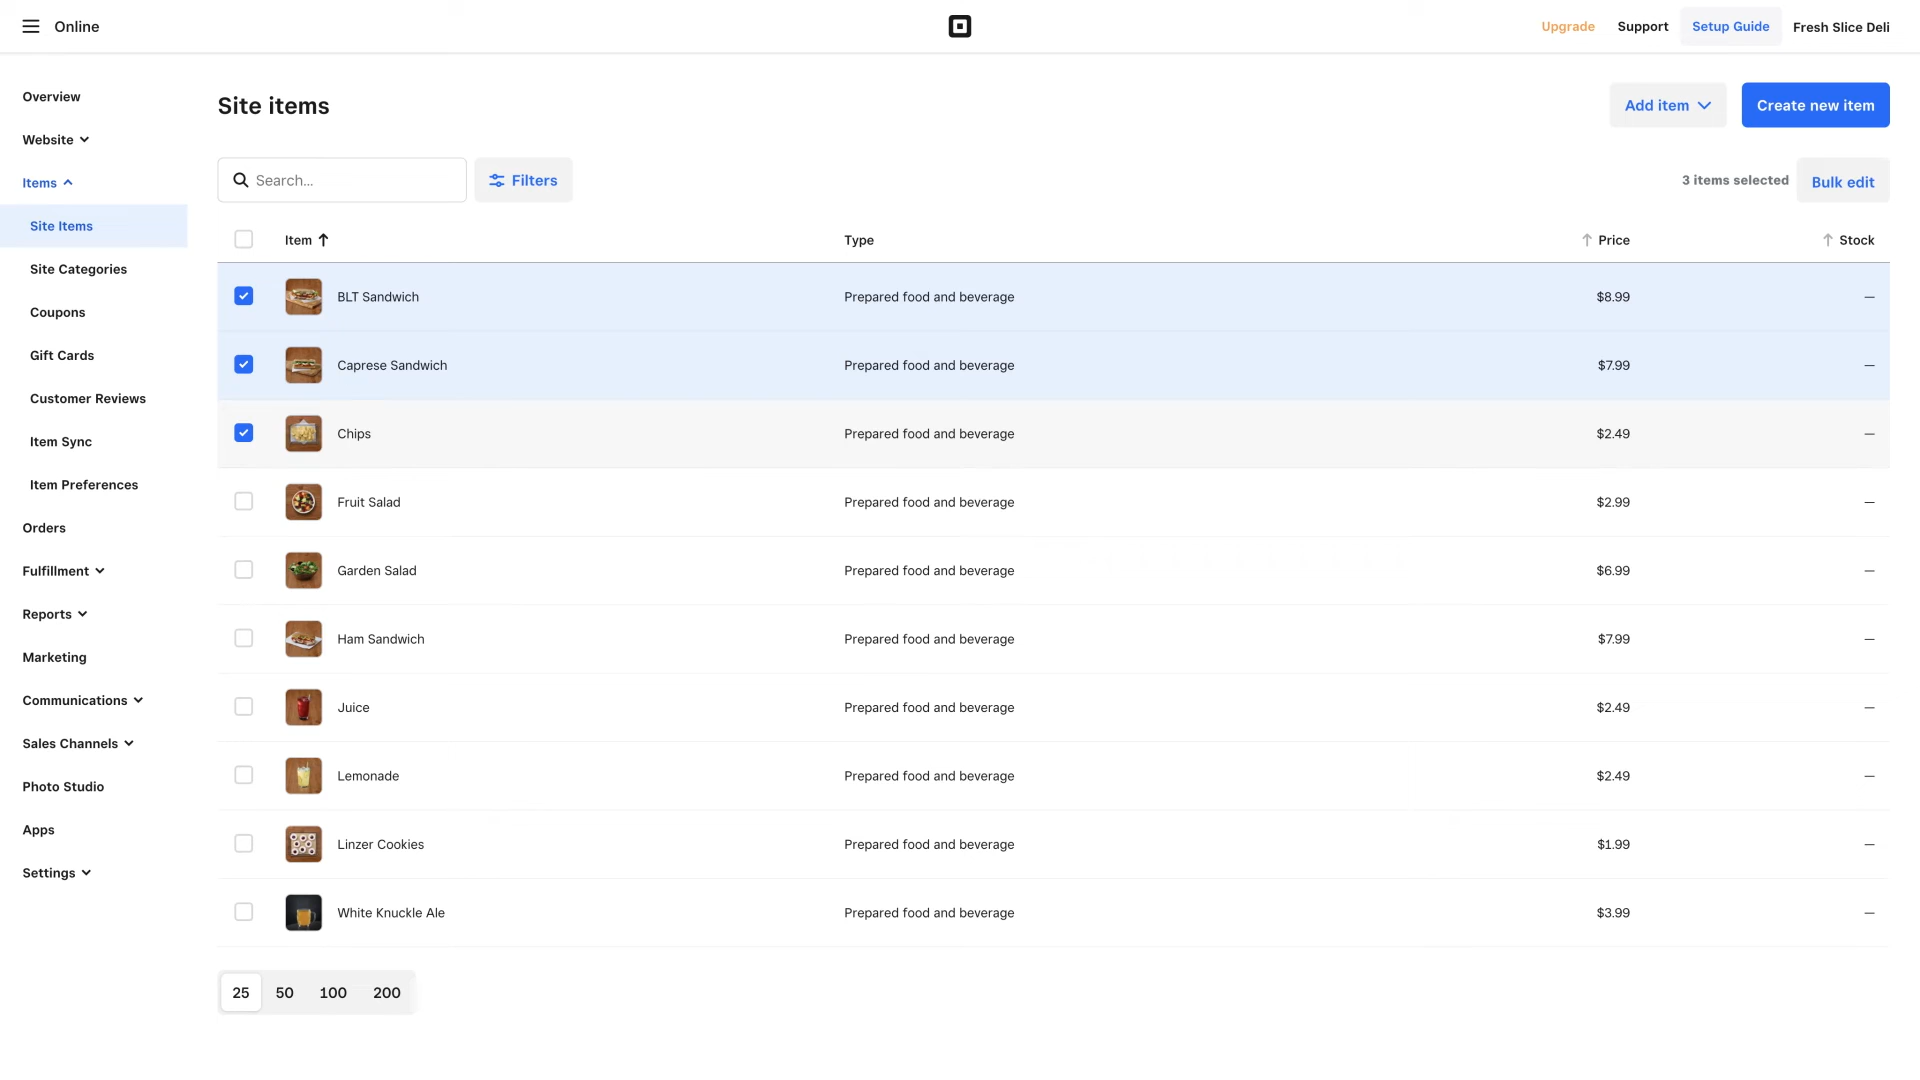 Online
Upgrade
Support
Setup Guide
Fresh Slice Deli
Overview
Website
Items
Site Items
Site Categories
Coupons
Gift Cards
Customer Reviews
Item Sync
Item Preferences
Orders
Fulfillment
Reports
Marketing
Communications
Sales Channels
Photo Studio
Apps
Settings
Site items
Add item
Create new item
Search...
Filters
3 items selected
Bulk edit
Item Type Price Stock
BLT Sandwich Prepared food and beverage $8.99 —
Caprese Sandwich Prepared food and beverage $7.99 —
Chips Prepared food and beverage $2.49 —
Fruit Salad Prepared food and beverage $2.99 —
Garden Salad Prepared food and beverage $6.99 —
Ham Sandwich Prepared food and beverage $7.99 —
Juice Prepared food and beverage $2.49 —
Lemonade Prepared food and beverage $2.49 —
Linzer Cookies Prepared food and beverage $1.99 —
White Knuckle Ale Prepared food and beverage $3.99 —
25 50 100 200